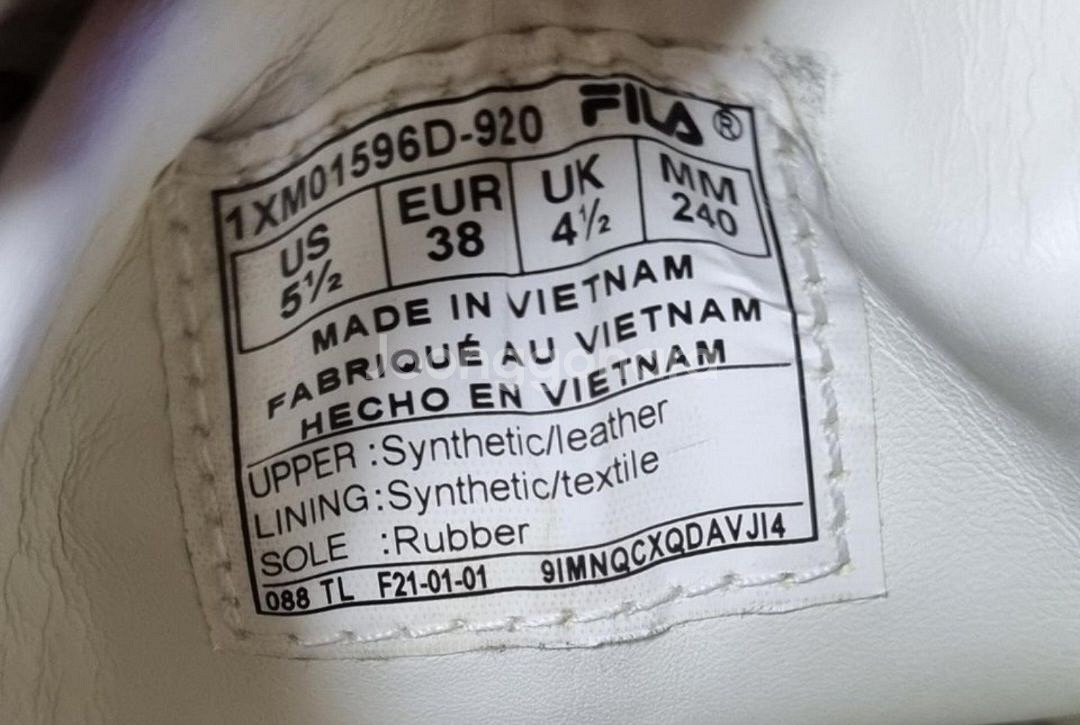 1XM01596D-920 FILA®
US EUR UK MM
5½ 38 4½ 240
MADE IN VIETNAM
FABRIQUÉ AU VIETNAM
HECHO EN VIETNAM
UPPER :Synthetic/leather
LINING:Synthetic/textile
SOLE :Rubber
088 TL F21-01-01 9IMNQCXQDAVJI4